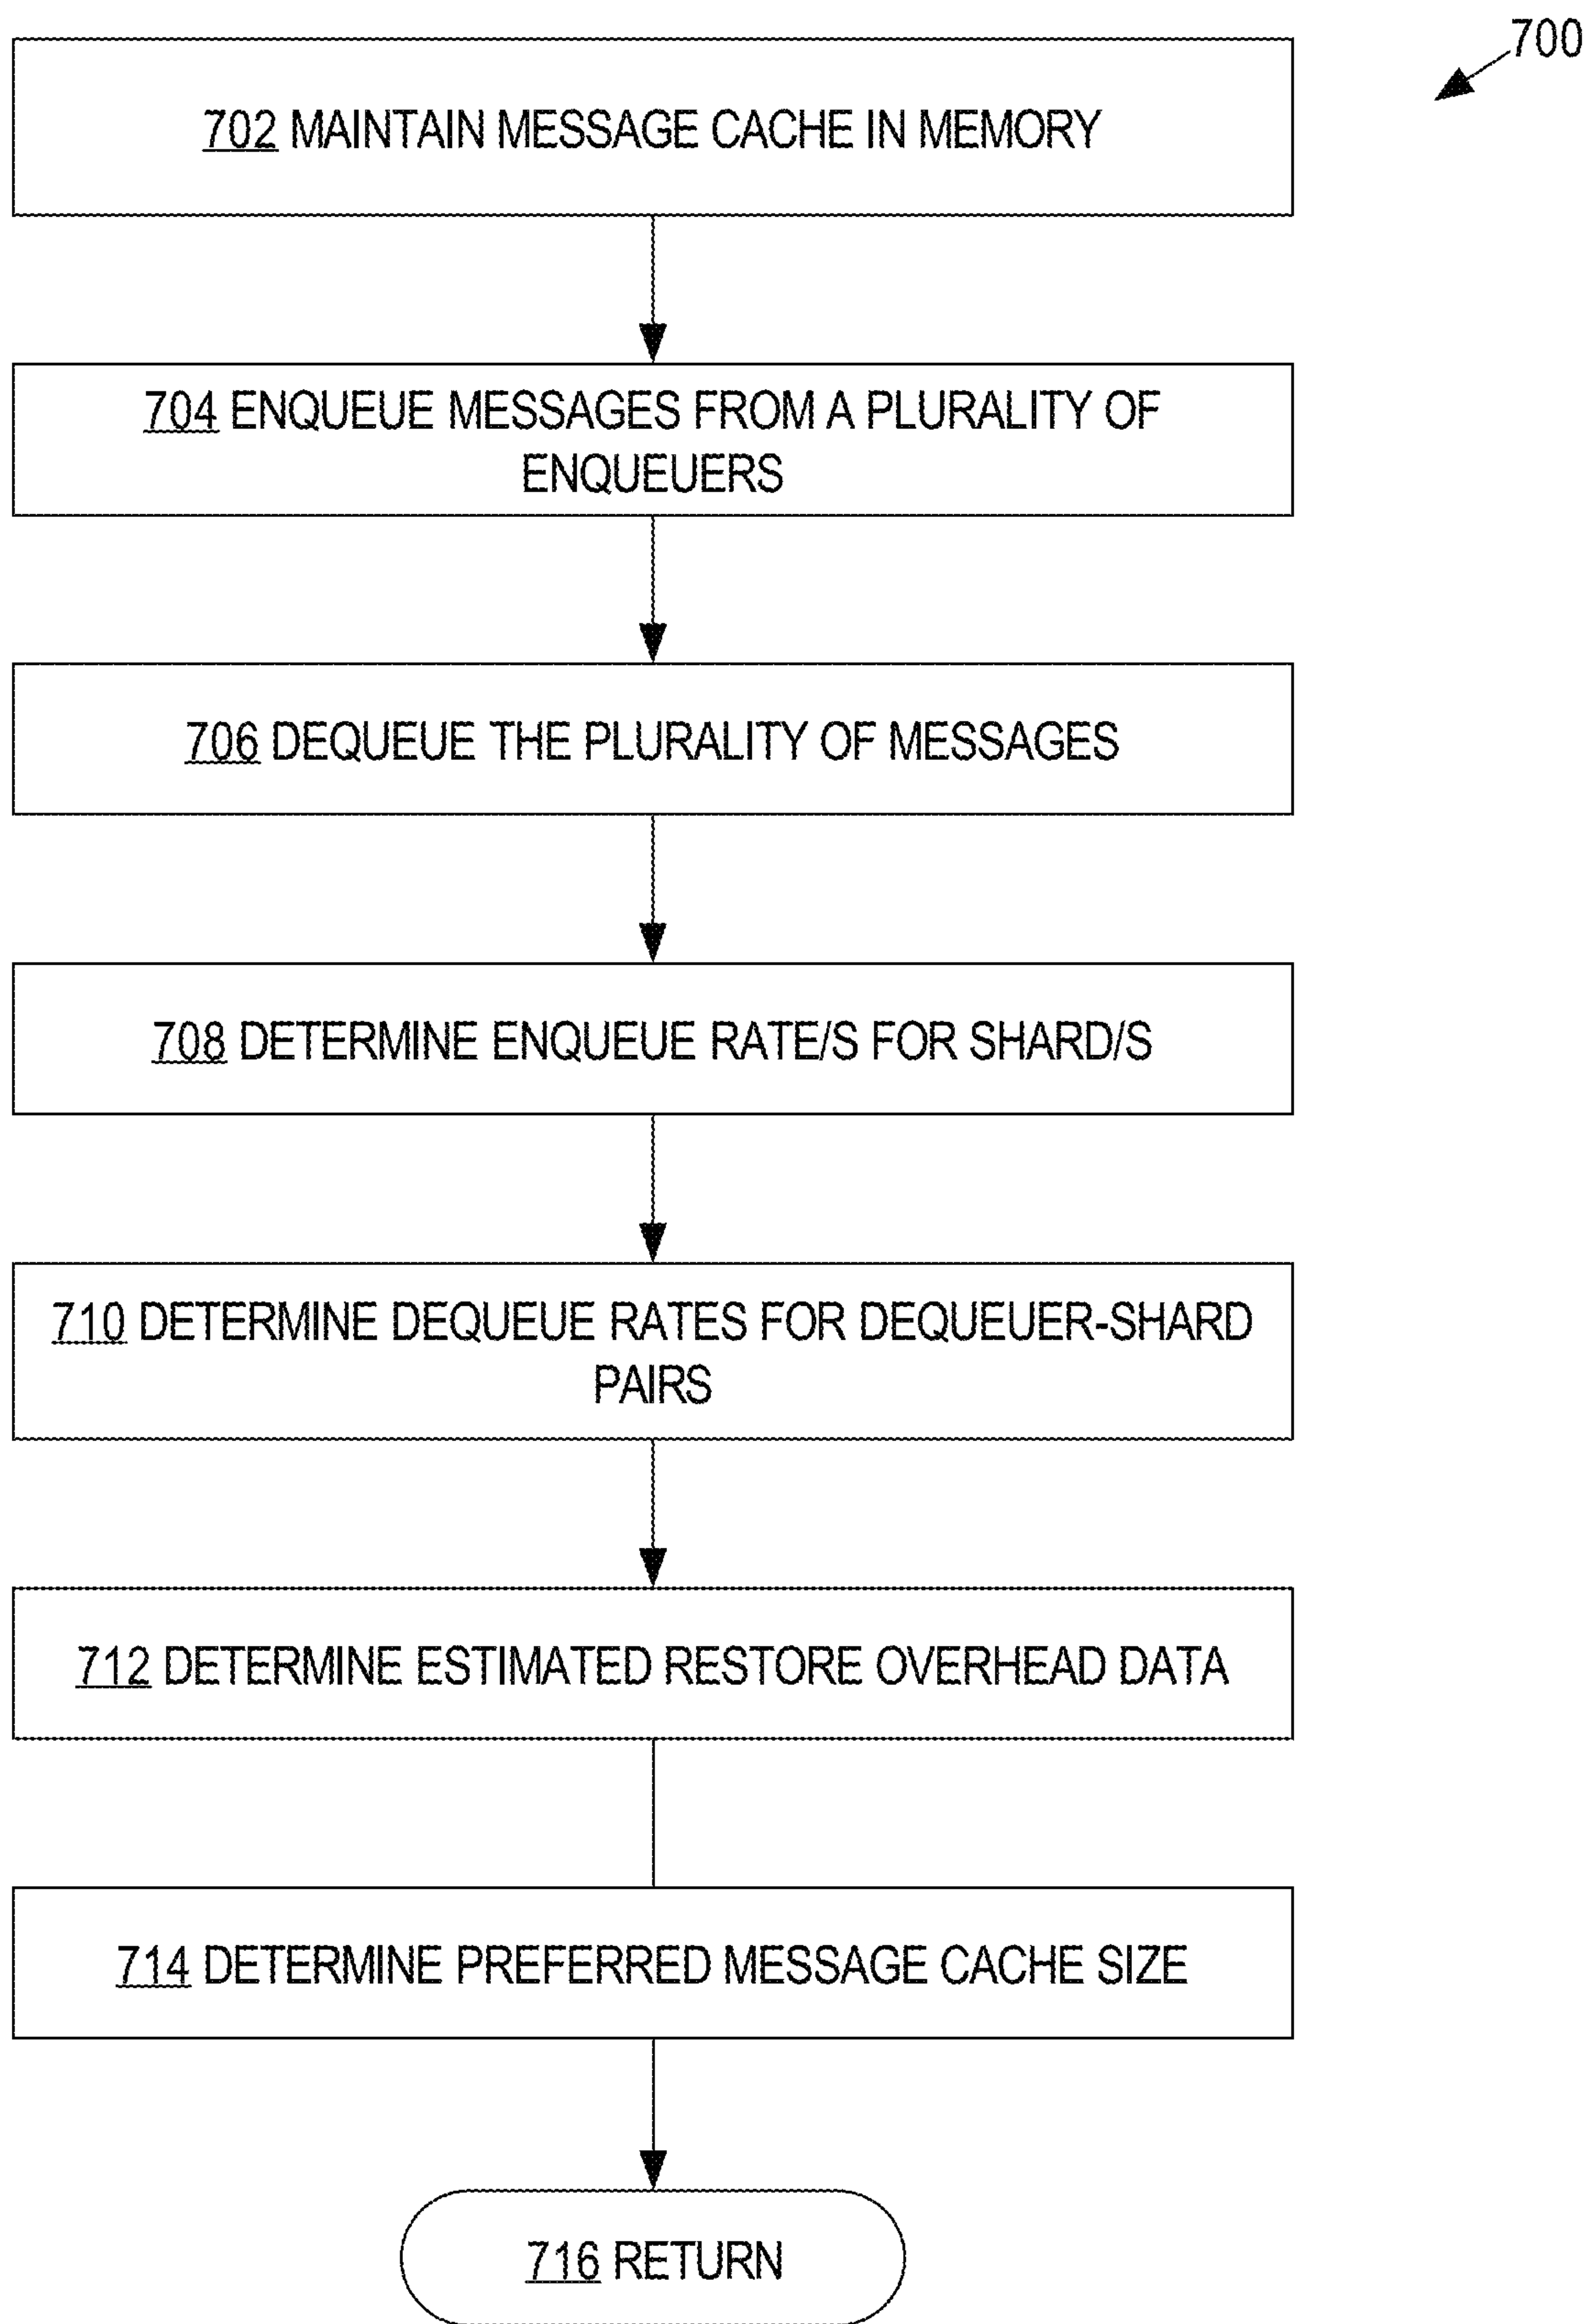 700
702 MAINTAIN MESSAGE CACHE IN MEMORY
704 ENQUEUE MESSAGES FROM A PLURALITY OF
ENQUEUERS
706 DEQUEUE THE PLURALITY OF MESSAGES
708 DETERMINE ENQUEUE RATE/S FOR SHARD/S
710 DETERMINE DEQUEUE RATES FOR DEQUEUER-SHARD
PAIRS
712 DETERMINE ESTIMATED RESTORE OVERHEAD DATA
714 DETERMINE PREFERRED MESSAGE CACHE SIZE
716 RETURN